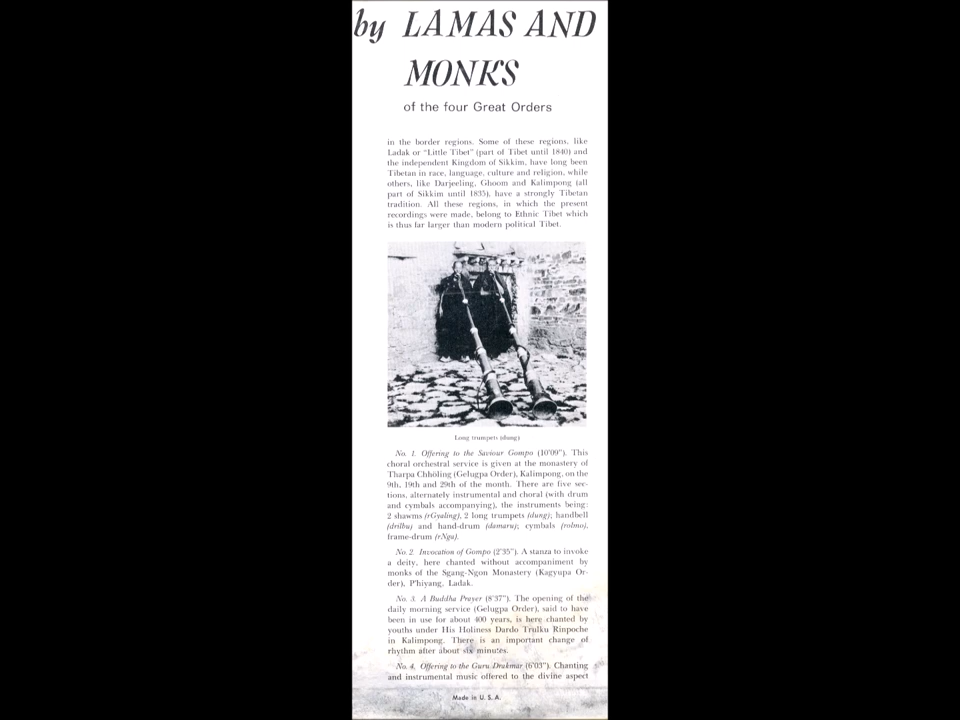 by LAMAS AND
MONKS
of the four Great Orders
in the border regions. Some of these regions, like
Ladak or "Little Tibet" (part of Tibet until 1840) and
the independent Kingdom of Sikkim, have long been
Tibetan in race, language, culture and religion, while
others, like Darjeeling, Ghoom and Kalimpong (all
part of Sikkim until 1835), have a strongly Tibetan
tradition. All these regions, in which the present
recordings were made, belong to Ethnic Tibet which
is thus far larger than modern political Tibet.
Long trumpets (dung)
No. 1. Offering to the Saviour Gompo (10'09"). This
choral orchestral service is given at the monastery of
Tharpa Chhöling (Gelugpa Order), Kalimpong, on the
9th, 19th and 29th of the month. There are five sec-
tions, alternately instrumental and choral (with drum
and cymbals accompanying), the instruments being:
2 shawms (rGyaling), 2 long trumpets (dung); handbell
(drilbu) and hand-drum (damaru); cymbals (rolmo),
frame-drum (rNga).
No. 2. Invocation of Gompo (2'35"). A stanza to invoke
a deity, here chanted without accompaniment by
monks of the Sgang-Ngon Monastery (Kagyupa Or-
der), P'hiyang, Ladak.
No. 3. A Buddha Prayer (8'37"). The opening of the
daily morning service (Gelugpa Order), said to have
been in use for about 400 years, is here chanted by
youths under His Holiness Dardo Trulku Rinpoche
in Kalimpong. There is an important change of
rhythm after about six minutes.
No. 4. Offering to the Guru Drakmar (6'03"). Chanting
and instrumental music offered to the divine aspect
Made in U. S. A.